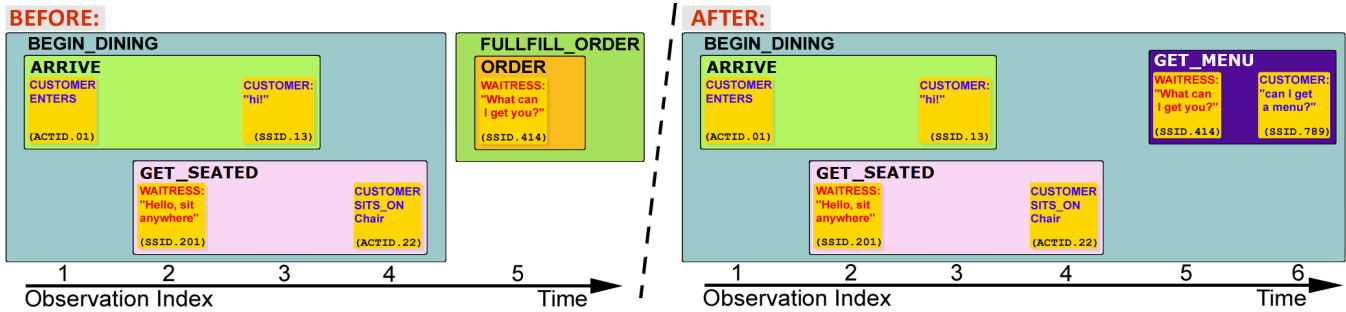 BEFORE:
BEGIN_DINING
ARRIVE
CUSTOMER
ENTERS
(ACTID.01)
CUSTOMER:
"hi!"
(SSID.13)
GET_SEATED
WAITRESS:
"Hello, sit
anywhere"
(SSID.201)
CUSTOMER
SITS_ON
Chair
(ACTID.22)
FULLFILL_ORDER
ORDER
WAITRESS:
"What can
I get you?"
(SSID.414)
1 2 3 4 5
Observation Index Time
AFTER:
BEGIN_DINING
ARRIVE
CUSTOMER
ENTERS
(ACTID.01)
CUSTOMER:
"hi!"
(SSID.13)
GET_SEATED
WAITRESS:
"Hello, sit
anywhere"
(SSID.201)
CUSTOMER
SITS_ON
Chair
(ACTID.22)
GET_MENU
WAITRESS:
"What can
I get you?"
(SSID.414)
CUSTOMER:
"can I get
a menu?"
(SSID.789)
1 2 3 4 5 6
Observation Index Time